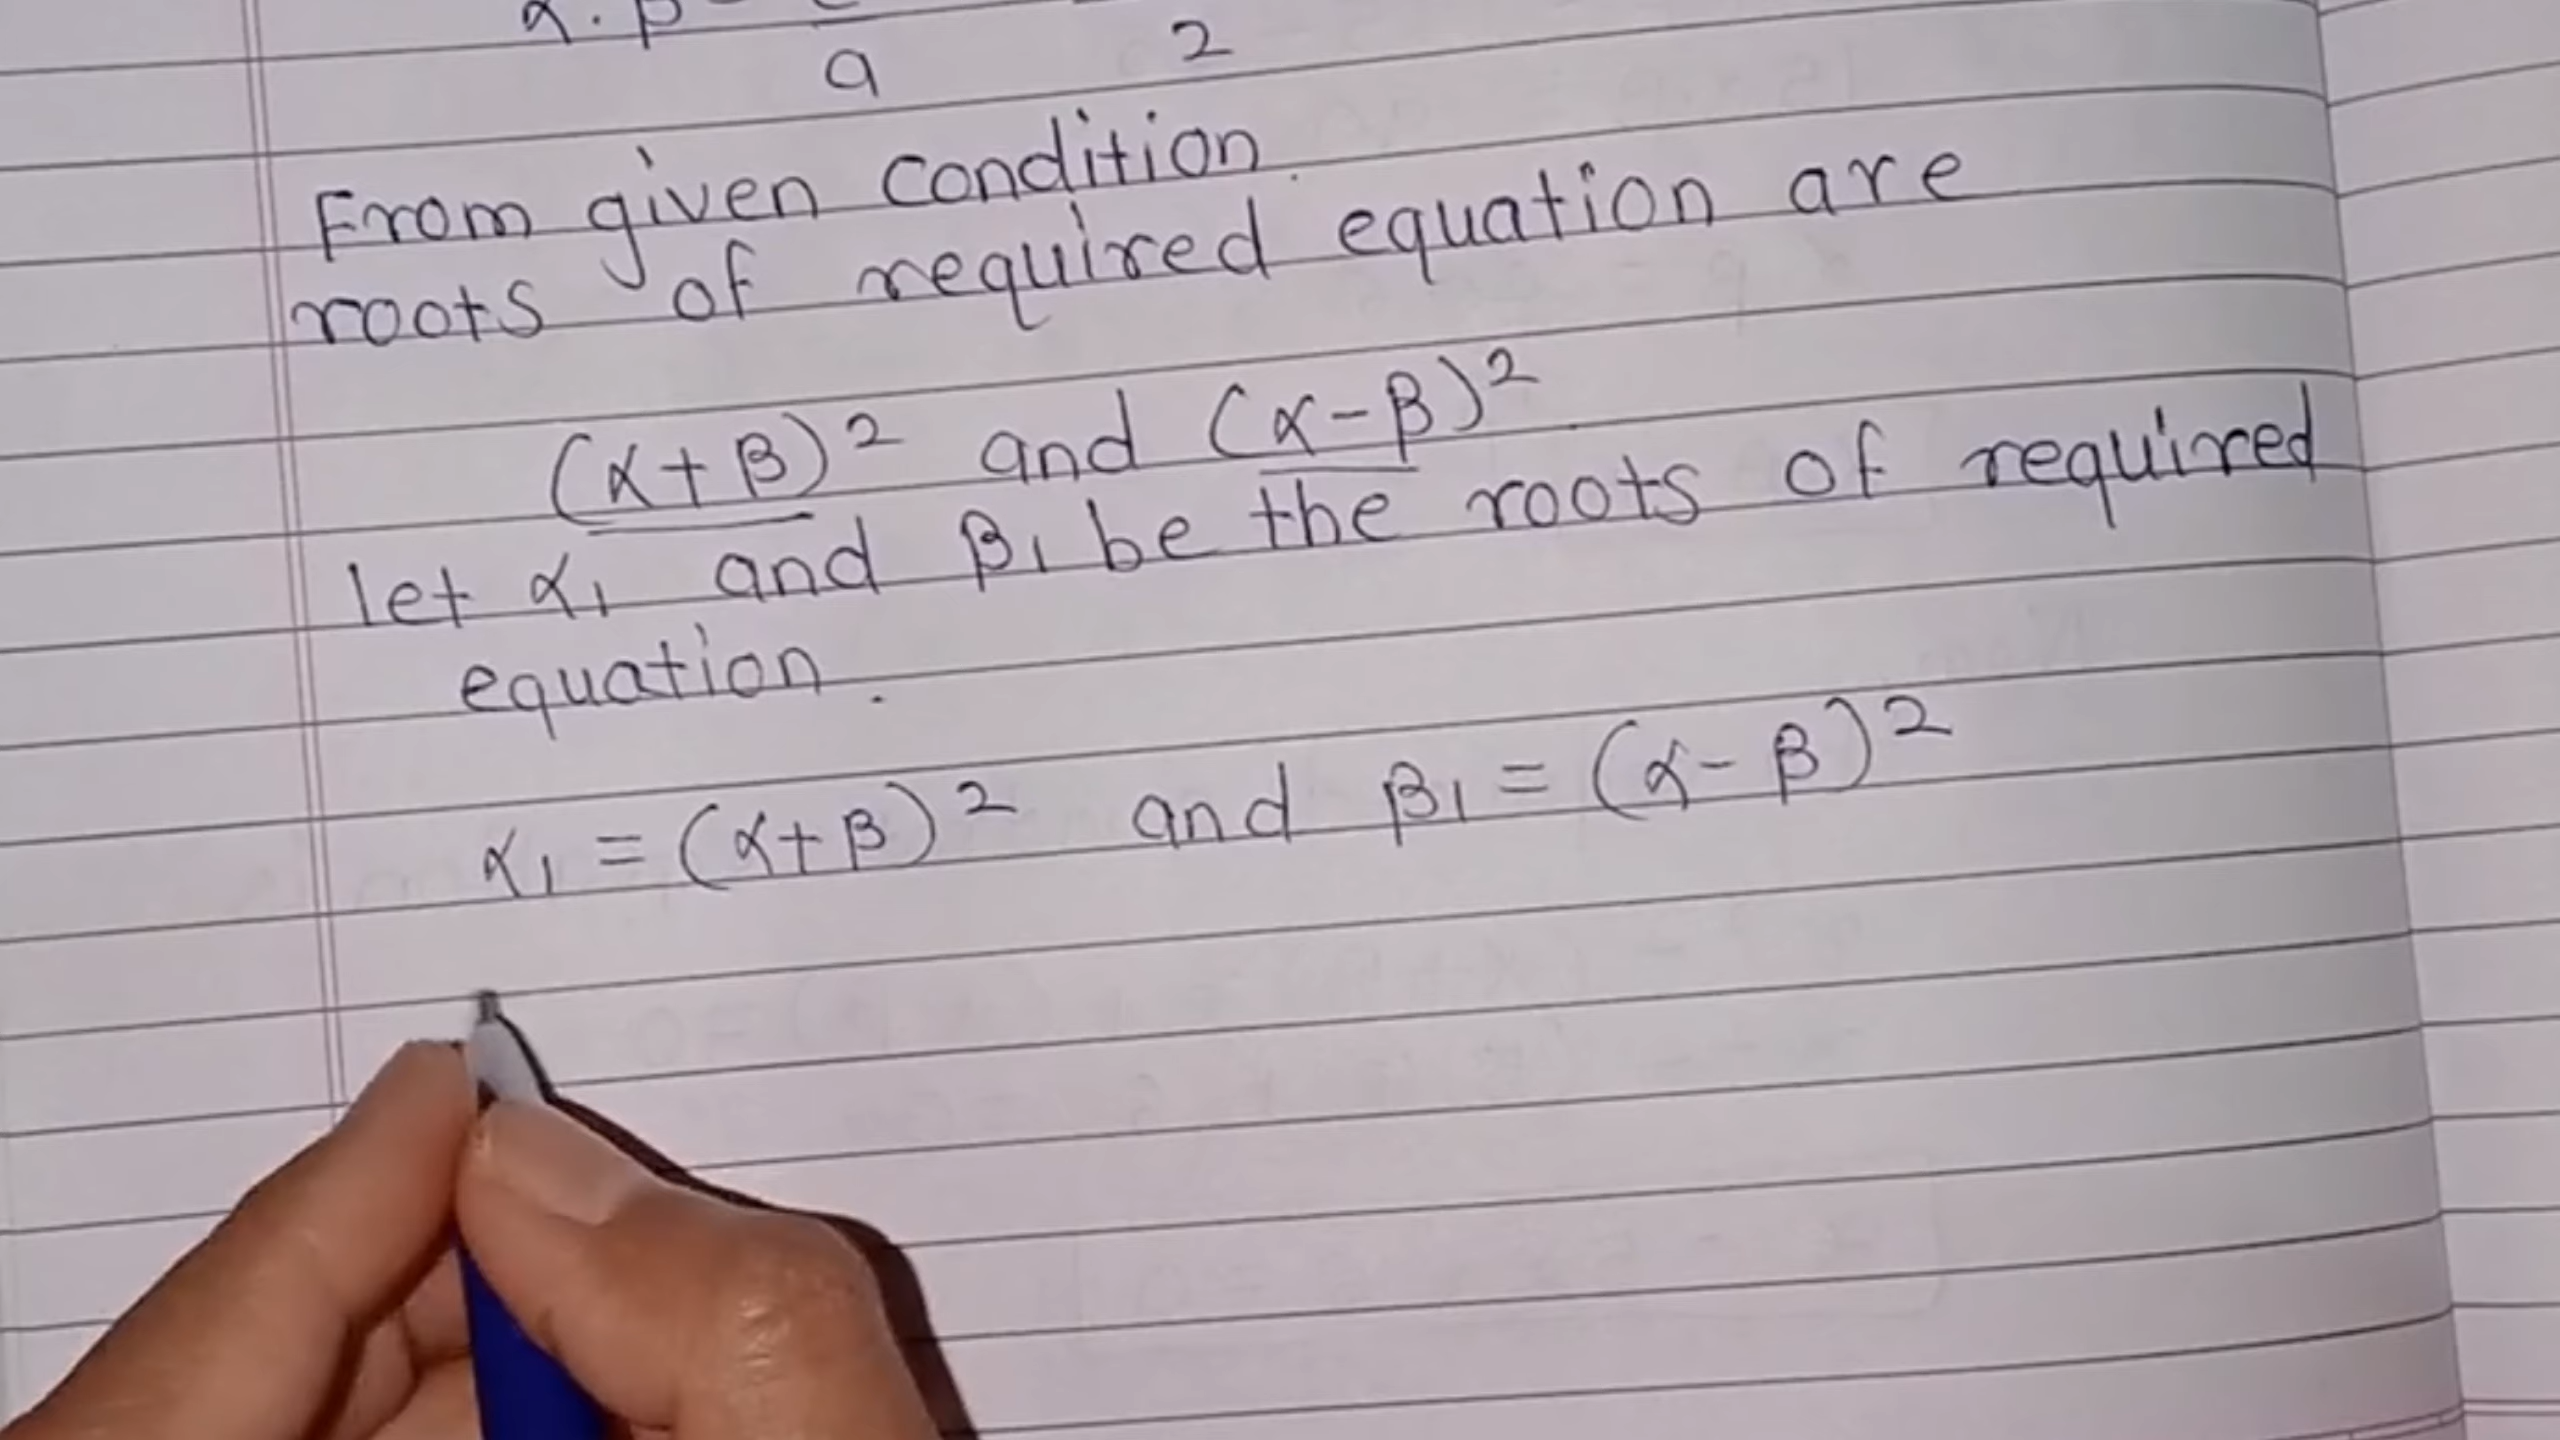 α . β
a 2
From given condition.
roots of required equation are
(α + β)² and (α - β)²
let α₁ and β₁ be the roots of required
equation.
α₁ = (α+β)² and β₁ = (α - β)²